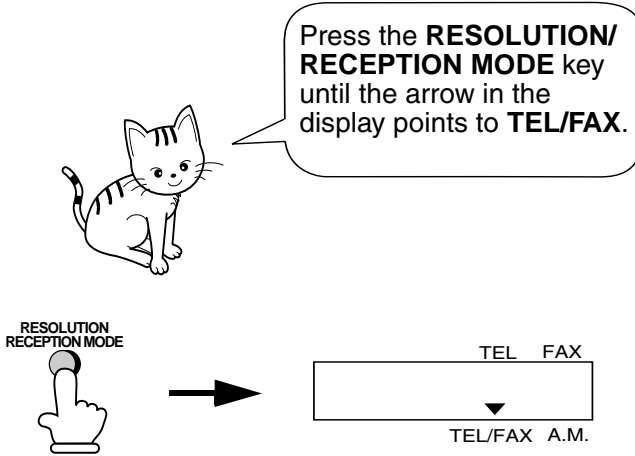 Press the RESOLUTION/
RECEPTION MODE key
until the arrow in the
display points to TEL/FAX.
RESOLUTION
RECEPTION MODE
TEL FAX
TEL/FAX A.M.